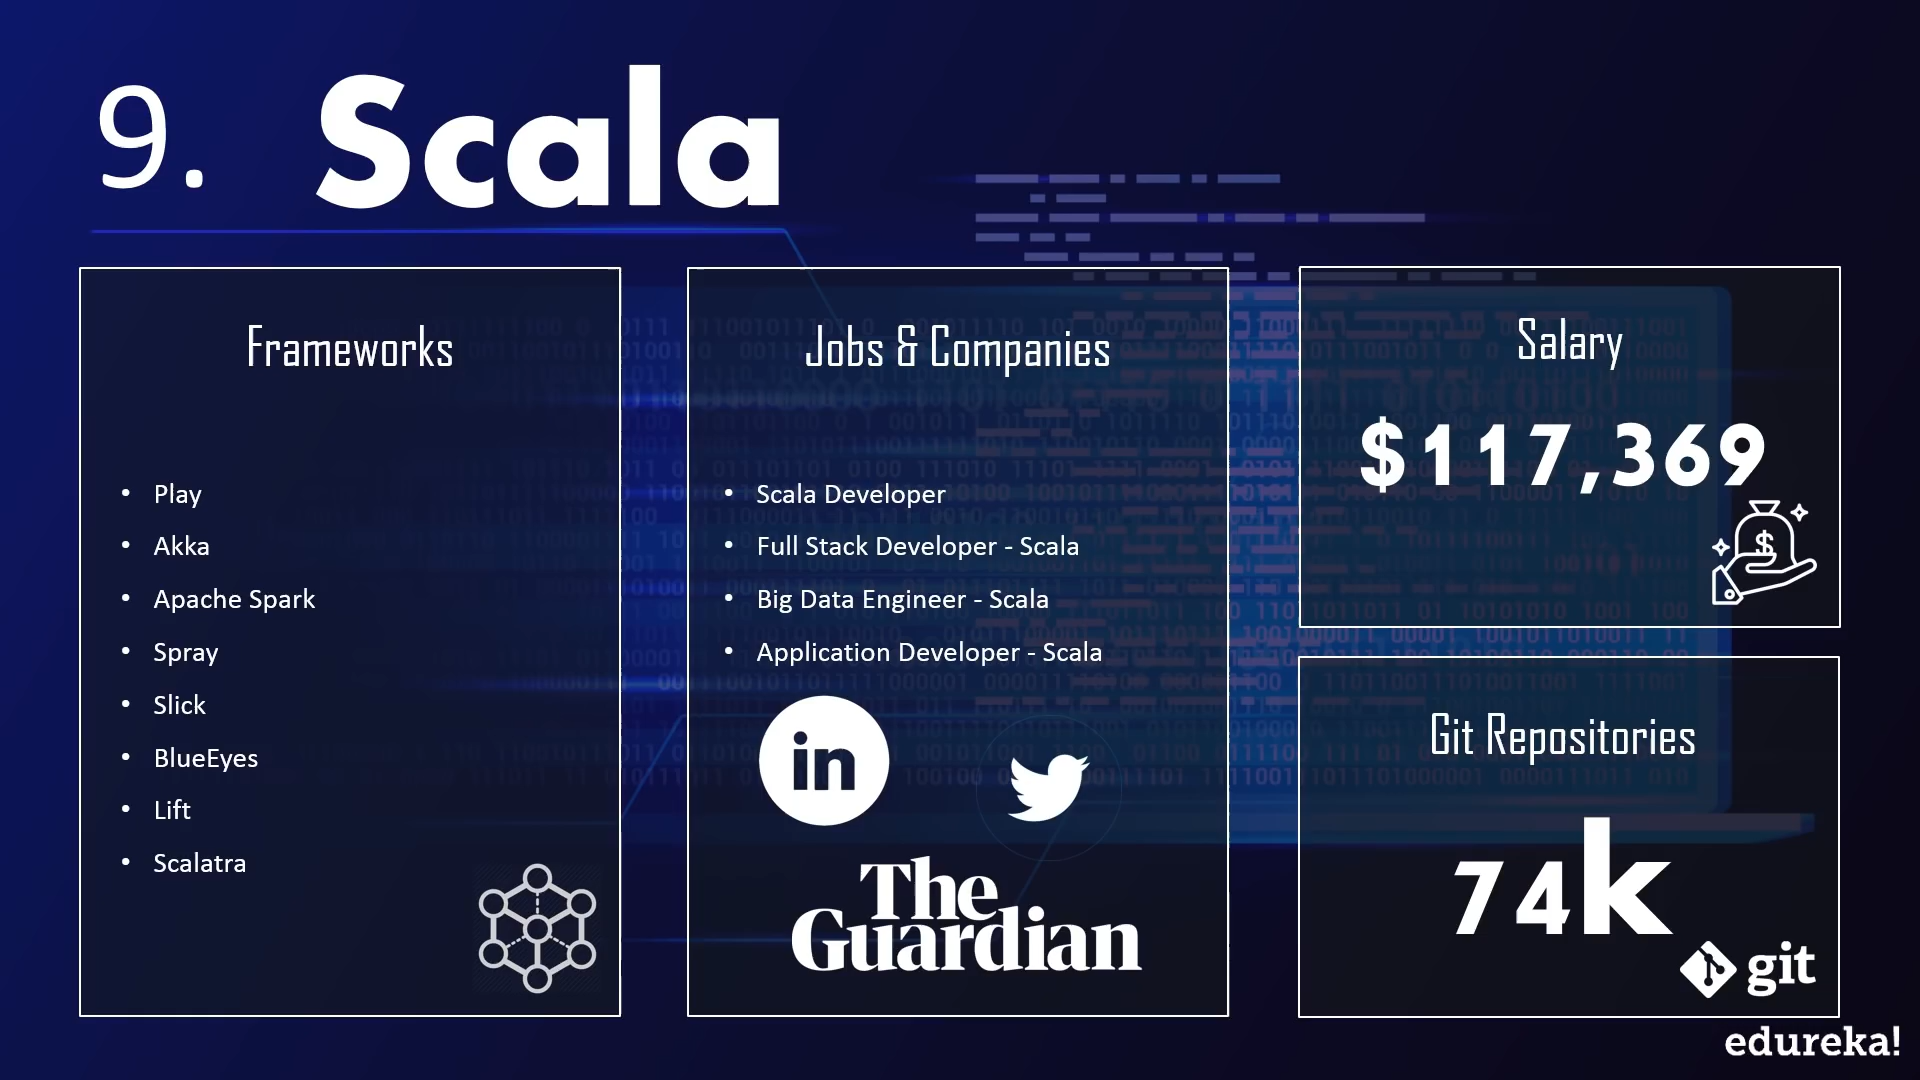 9. Scala
Frameworks
• Play
• Akka
• Apache Spark
• Spray
• Slick
• BlueEyes
• Lift
• Scalatra
Jobs & Companies
• Scala Developer
• Full Stack Developer - Scala
• Big Data Engineer - Scala
• Application Developer - Scala
in
The
Guardian
Salary
$117,369
$
Git Repositories
74k
git
edureka!